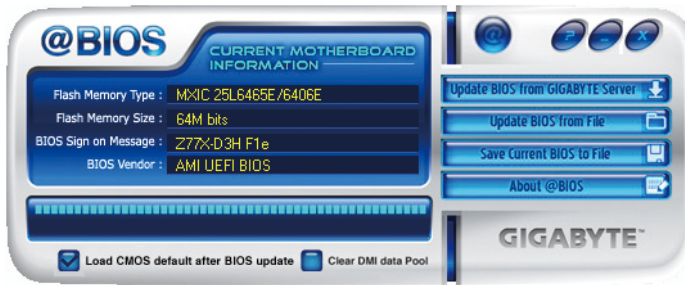 @BIOS
CURRENT MOTHERBOARD
INFORMATION
Flash Memory Type : MXIC 25L6465E/6406E
Flash Memory Size : 64M bits
BIOS Sign on Message : Z77X-D3H F1e
BIOS Vendor : AMI UEFI BIOS
Load CMOS default after BIOS update
Clear DMI data Pool
@
? – X
Update BIOS from GIGABYTE Server
Update BIOS from File
Save Current BIOS to File
About @BIOS
GIGABYTE™